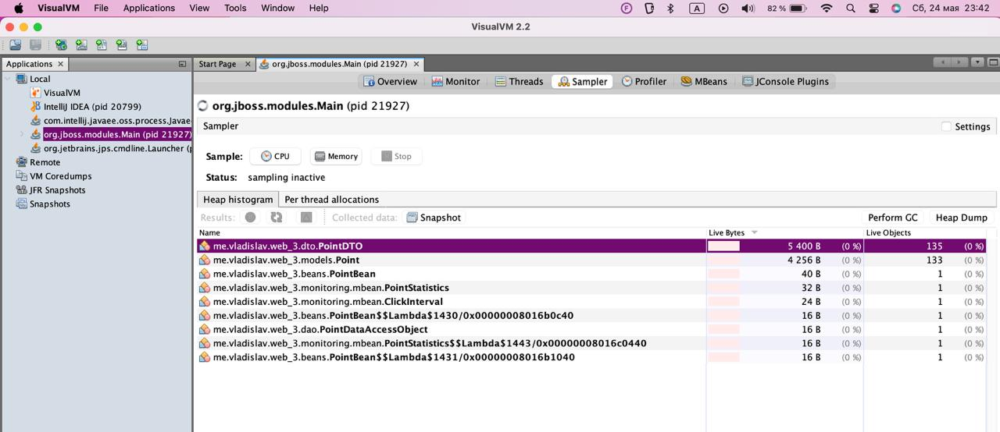 VisualVM File Applications View Tools Window Help F A 82 % Сб, 24 мая 23:42
VisualVM 2.2
Applications × Start Page × org.jboss.modules.Main (pid 21927) ×
Local
VisualVM
IntelliJ IDEA (pid 20799)
com.intellij.javaee.oss.process.Javae
org.jboss.modules.Main (pid 21927)
org.jetbrains.jps.cmdline.Launcher (p
Remote
VM Coredumps
JFR Snapshots
Snapshots
Overview Monitor Threads Sampler Profiler MBeans JConsole Plugins
org.jboss.modules.Main (pid 21927)
Sampler Settings
Sample: CPU Memory Stop
Status: sampling inactive
Heap histogram Per thread allocations
Results: Collected data: Snapshot Perform GC Heap Dump
Name Live Bytes Live Objects
me.vladislav.web_3.dto.PointDTO 5 400 B (0 %) 135 (0 %)
me.vladislav.web_3.models.Point 4 256 B (0 %) 133 (0 %)
me.vladislav.web_3.beans.PointBean 40 B (0 %) 1 (0 %)
me.vladislav.web_3.monitoring.mbean.PointStatistics 32 B (0 %) 1 (0 %)
me.vladislav.web_3.monitoring.mbean.ClickInterval 24 B (0 %) 1 (0 %)
me.vladislav.web_3.beans.PointBean$$Lambda$1430/0x00000008016b0c40 16 B (0 %) 1 (0 %)
me.vladislav.web_3.dao.PointDataAccessObject 16 B (0 %) 1 (0 %)
me.vladislav.web_3.monitoring.mbean.PointStatistics$$Lambda$1443/0x00000008016c0440 16 B (0 %) 1 (0 %)
me.vladislav.web_3.beans.PointBean$$Lambda$1431/0x00000008016b1040 16 B (0 %) 1 (0 %)